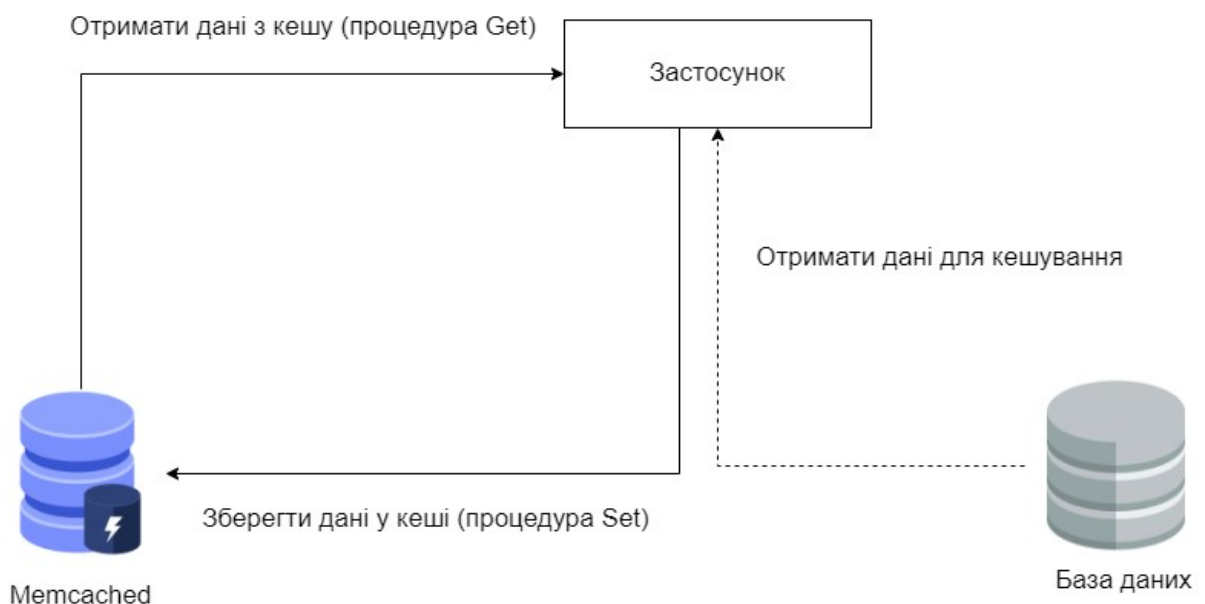 Отримати дані з кешу (процедура Get)
Застосунок
Отримати дані для кешування
Зберегти дані у кеші (процедура Set)
База даних
Memcached